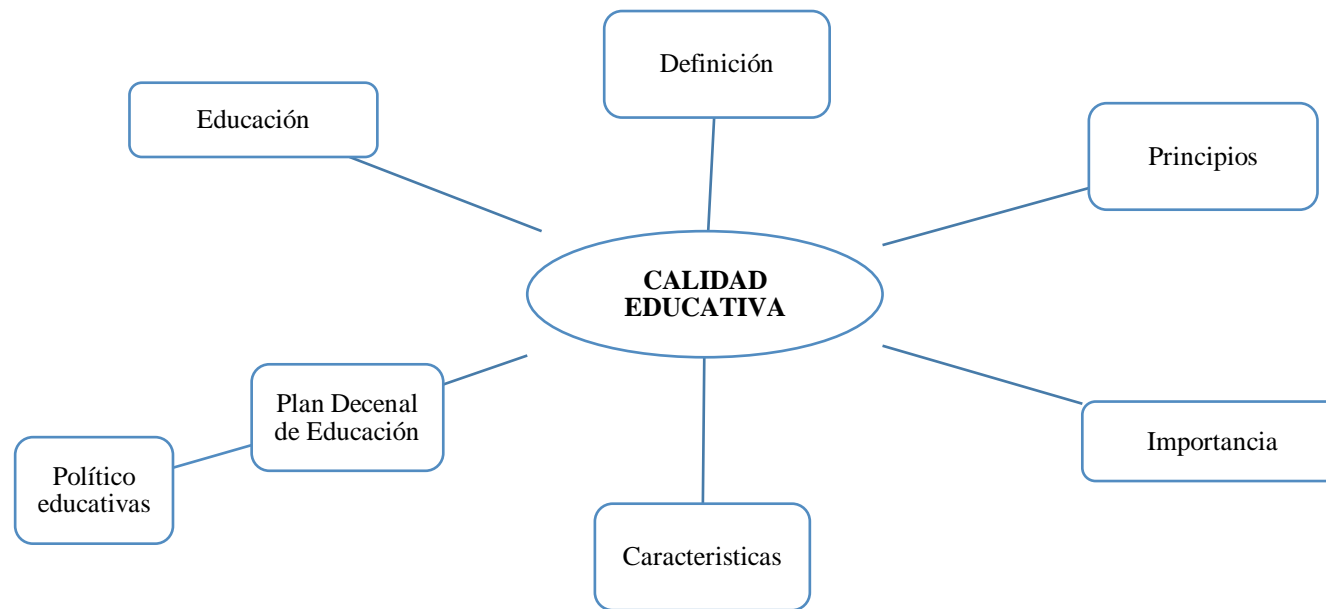 Definición
Educación
Principios
CALIDAD
EDUCATIVA
Plan Decenal
de Educación
Importancia
Político
educativas
Caracteristicas